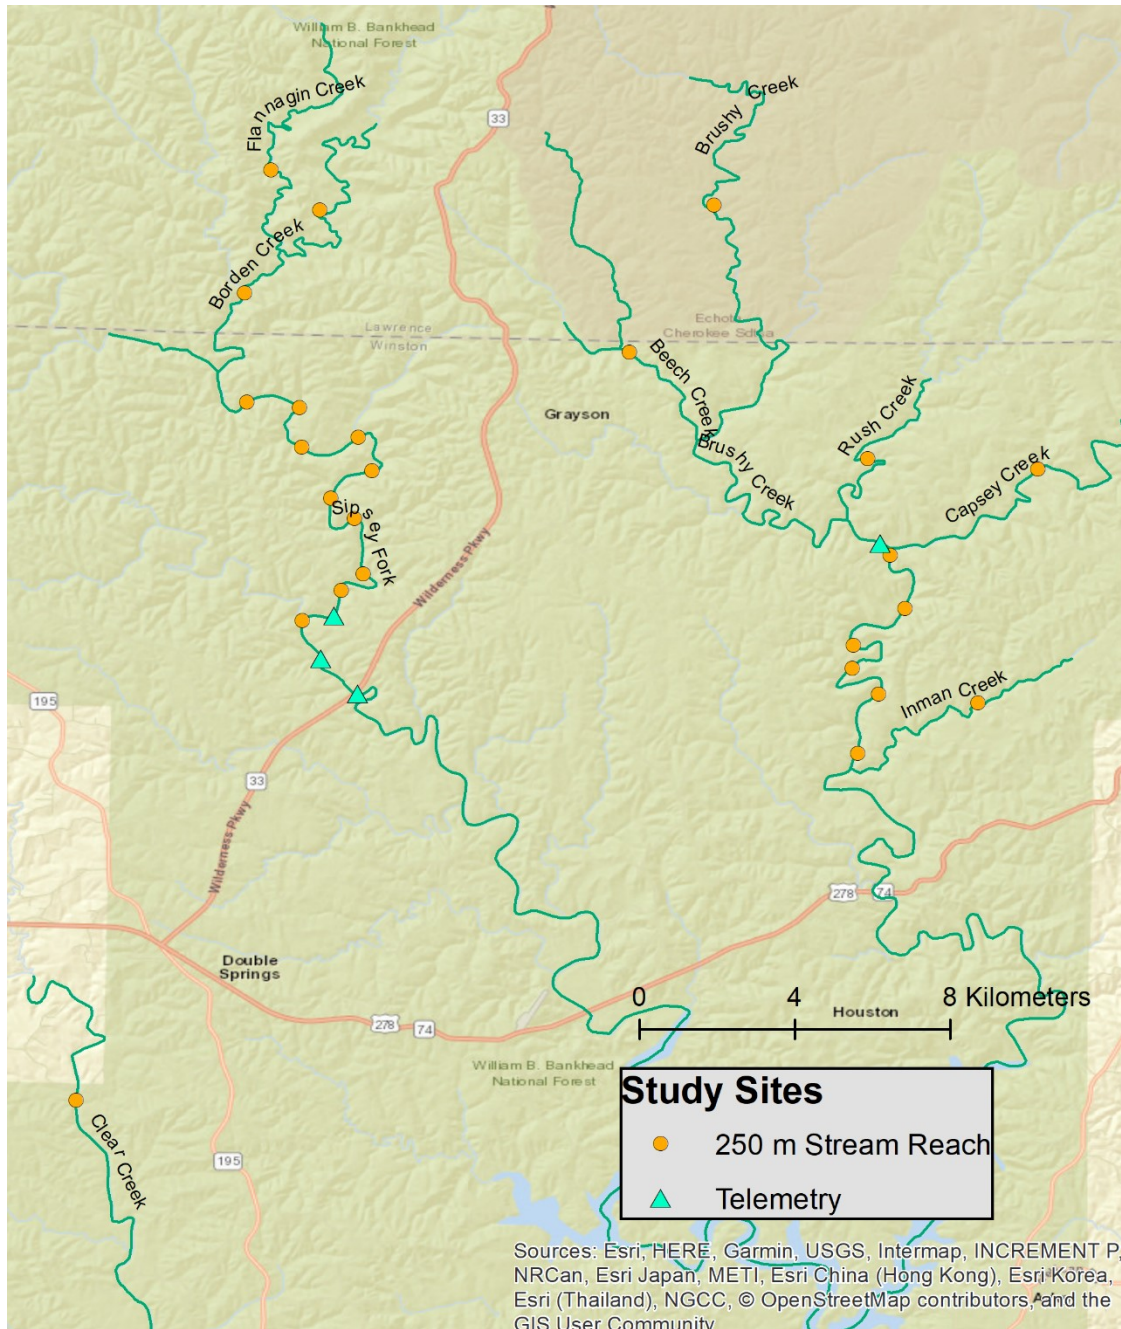 William B. Bankhead
National Forest
Flannagin Creek
33
Brushy Creek
Borden Creek
Lawrence
Winston
Echota
Cherokee Sdtsa
Beech Creek
Grayson
Rush Creek
Brushy Creek
Capsey Creek
Sipsey Fork
Wilderness Pkwy
195
Inman Creek
33
Wilderness Pkwy
278
74
Double
Springs
0
4
8 Kilometers
Houston
278
74
William B. Bankhead
National Forest
Study Sites
250 m Stream Reach
Telemetry
Clear Creek
195
Sources: Esri, HERE, Garmin, USGS, Intermap, INCREMENT P,
NRCan, Esri Japan, METI, Esri China (Hong Kong), Esri Korea,
Esri (Thailand), NGCC, © OpenStreetMap contributors, and the
GIS User Community